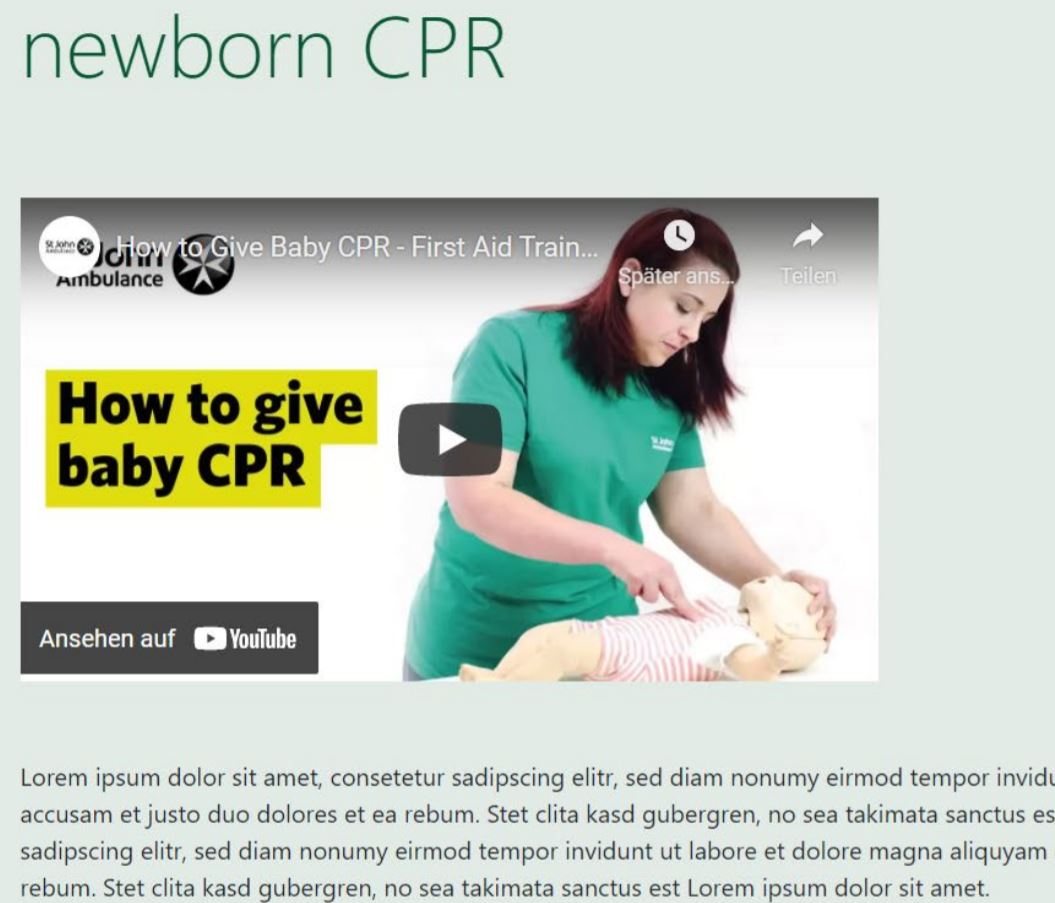 newborn CPR
How to Give Baby CPR - First Aid Train...
St John
Ambulance
John
Ambulance
Später ans...
Teilen
How to give
baby CPR
St John
Ansehen auf YouTube
Lorem ipsum dolor sit amet, consetetur sadipscing elitr, sed diam nonumy eirmod tempor invidu
accusam et justo duo dolores et ea rebum. Stet clita kasd gubergren, no sea takimata sanctus es
sadipscing elitr, sed diam nonumy eirmod tempor invidunt ut labore et dolore magna aliquyam
rebum. Stet clita kasd gubergren, no sea takimata sanctus est Lorem ipsum dolor sit amet.